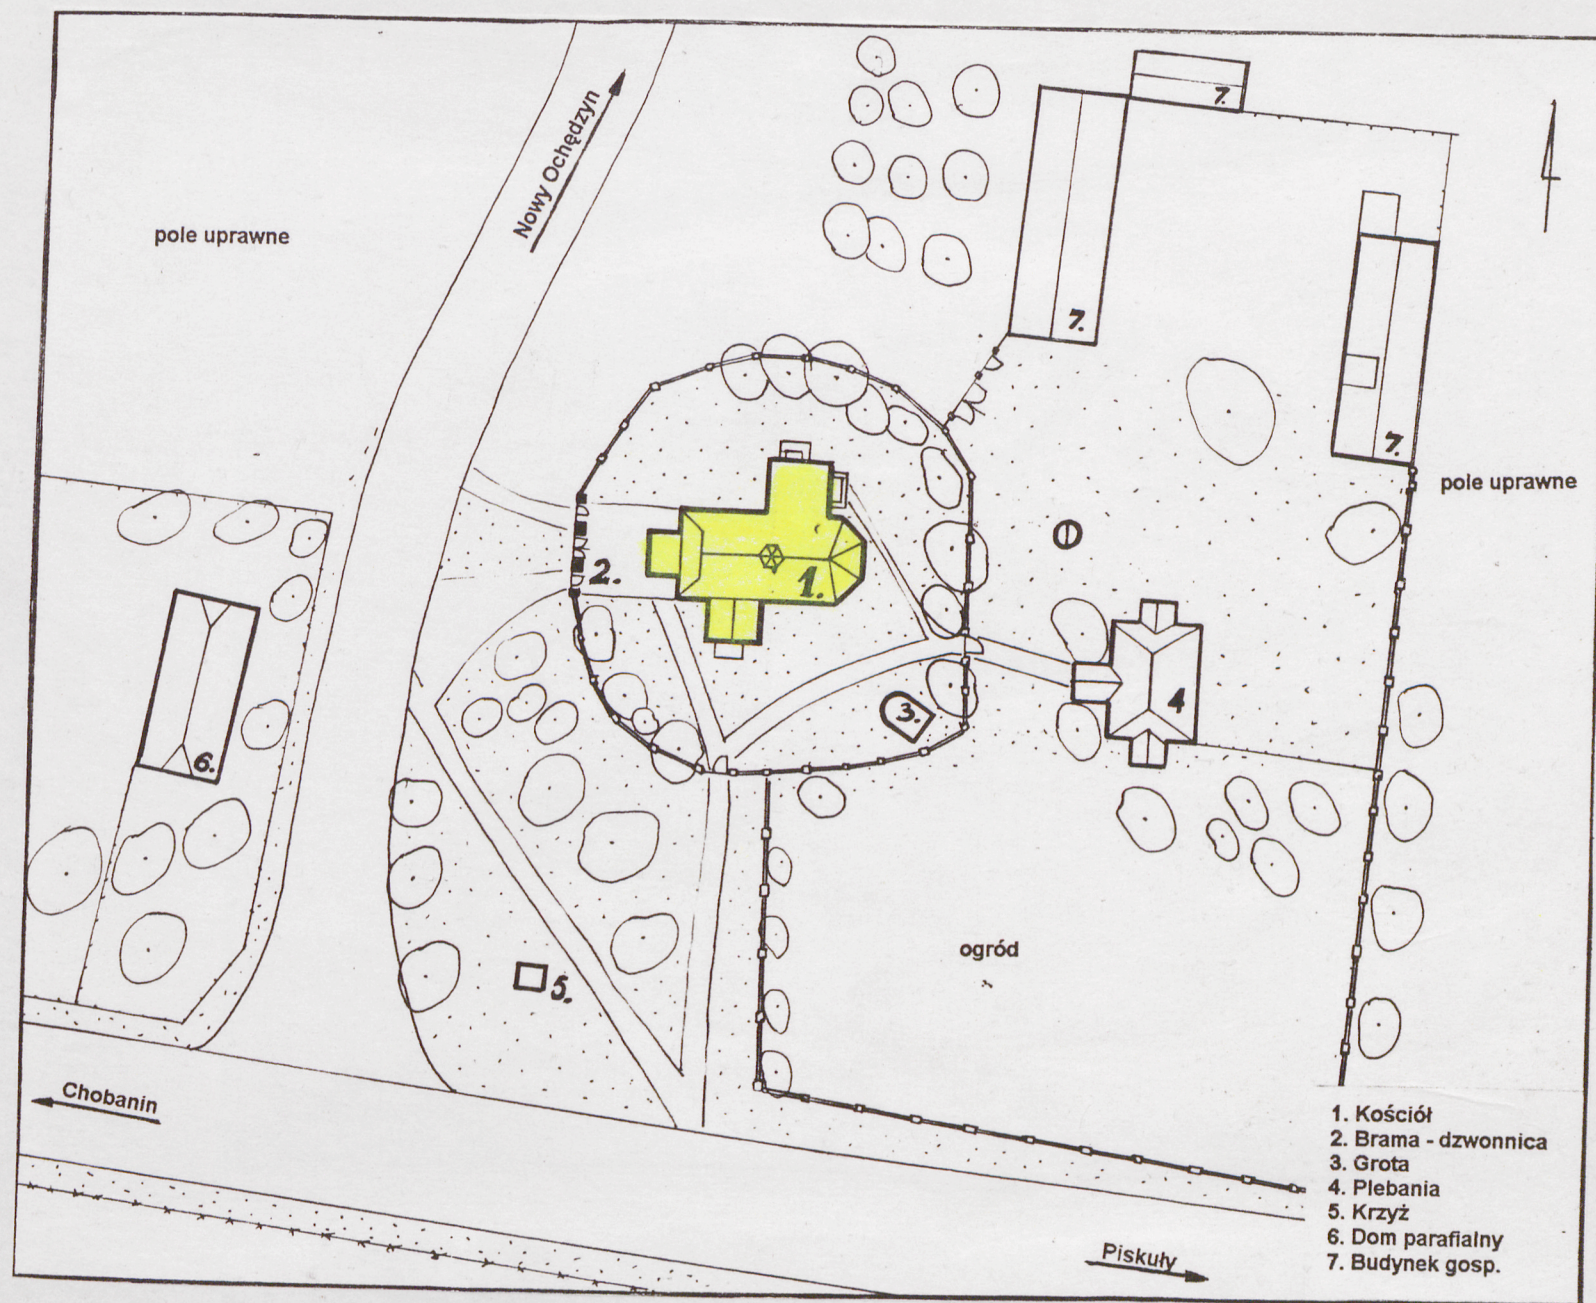 7.
Nowy Ochędzyn
pole uprawne
7.
7.
pole uprawne
2.
1.
3.
4
6.
ogród
5.
Chobanin
1. Kościół
2. Brama - dzwonnica
3. Grota
4. Plebania
5. Krzyż
6. Dom parafialny
7. Budynek gosp.
Piskuły